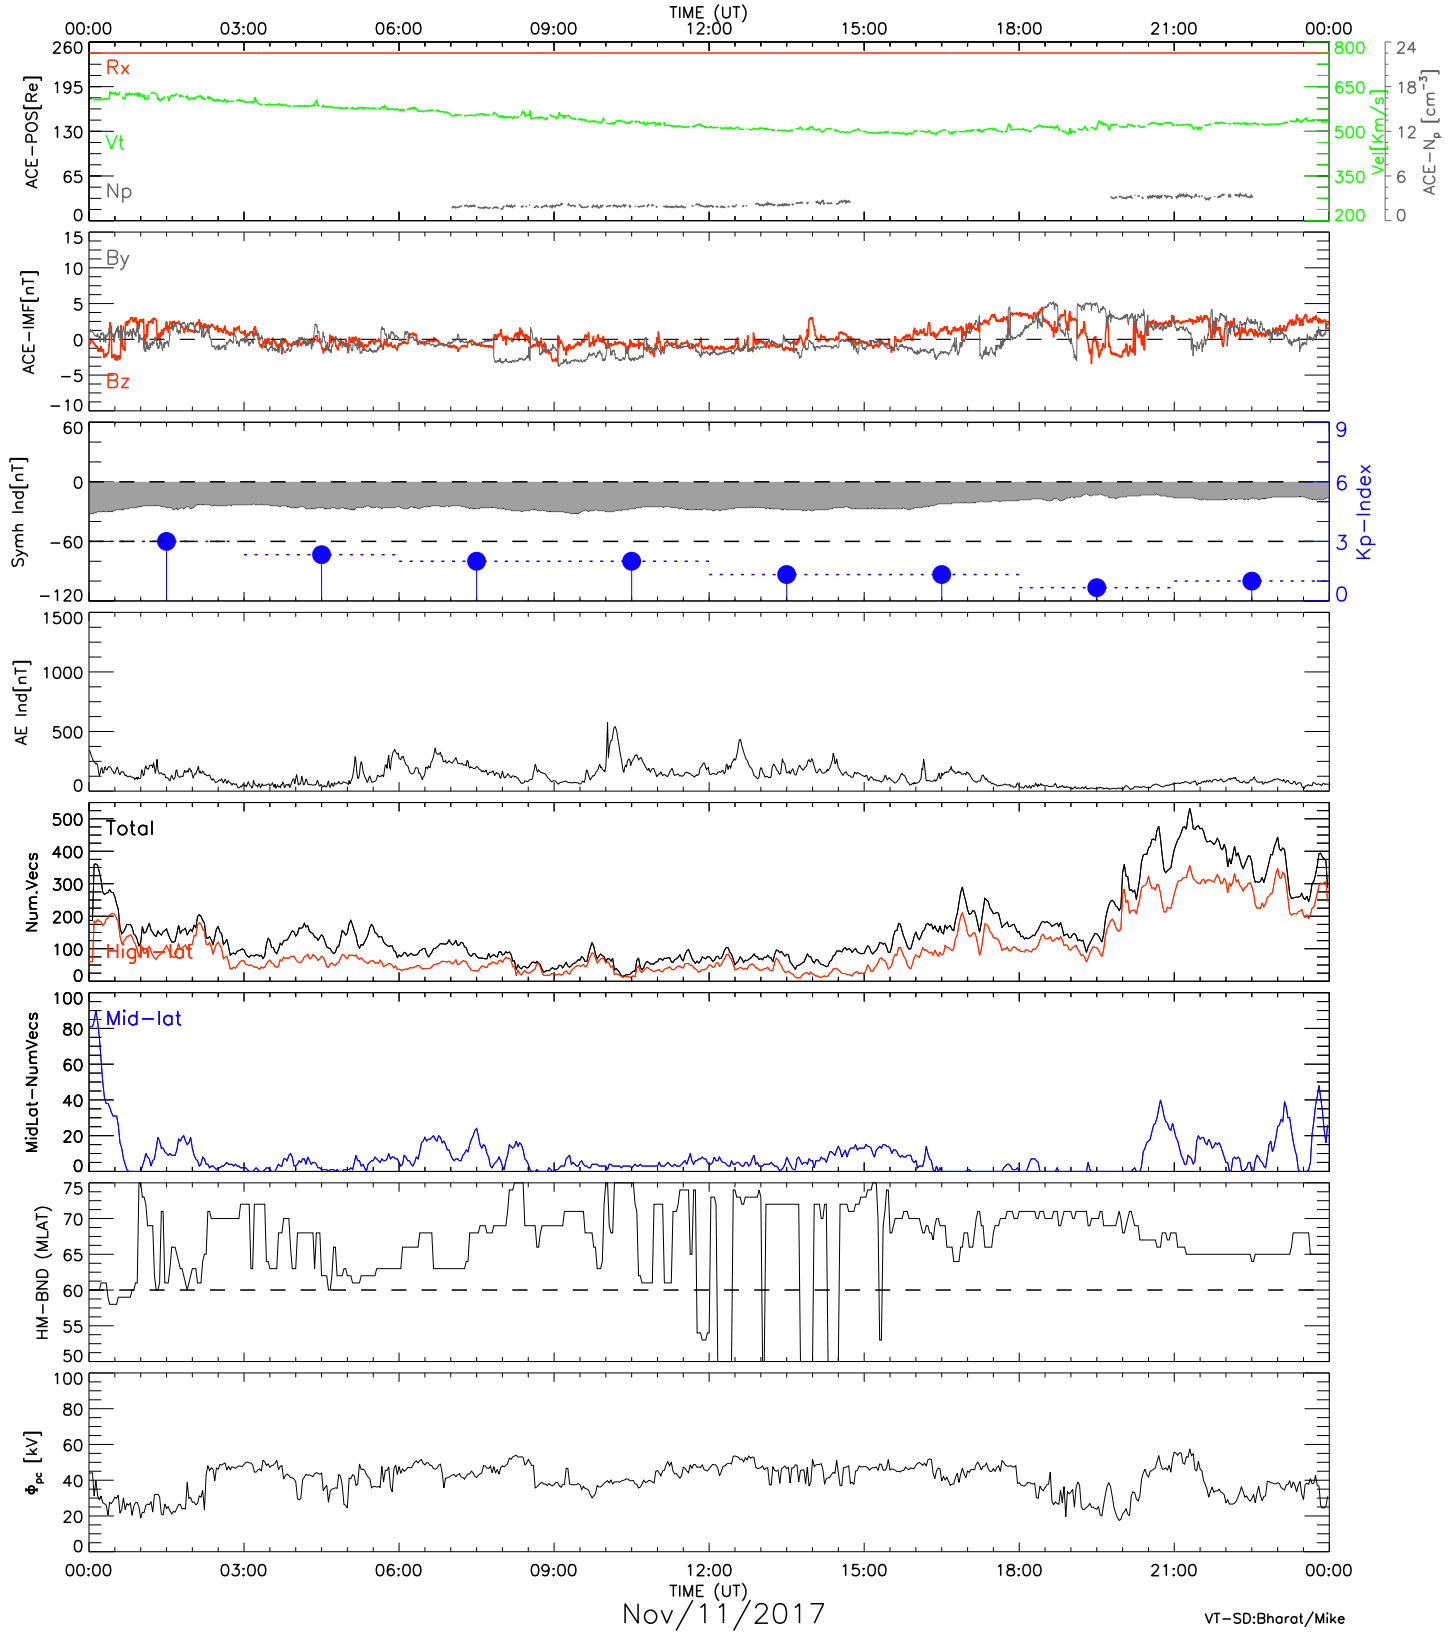 TIME (UT)
00:00 03:00 06:00 09:00 12:00 15:00 18:00 21:00 00:00
260 195 130 65 0
ACE-POS[Re]
Rx
Vt
Np
800 650 500 350 200
Vel[Km/s]
24 18 12 6 0
ACE-Np [cm-3]
15 10 5 0 -5 -10
ACE-IMF[nT]
By
Bz
60 0 -60 -120
Symh Ind[nT]
9 6 3 0
Kp-Index
1500 1000 500 0
AE Ind[nT]
500 400 300 200 100 0
Num.Vecs
Total
High-lat
100 80 60 40 20 0
MidLat-NumVecs
Mid-lat
75 70 65 60 55 50
HM-BND (MLAT)
100 80 60 40 20 0
Φpc [kV]
00:00 03:00 06:00 09:00 12:00 15:00 18:00 21:00 00:00
TIME (UT)
Nov/11/2017
VT-SD:Bharat/Mike